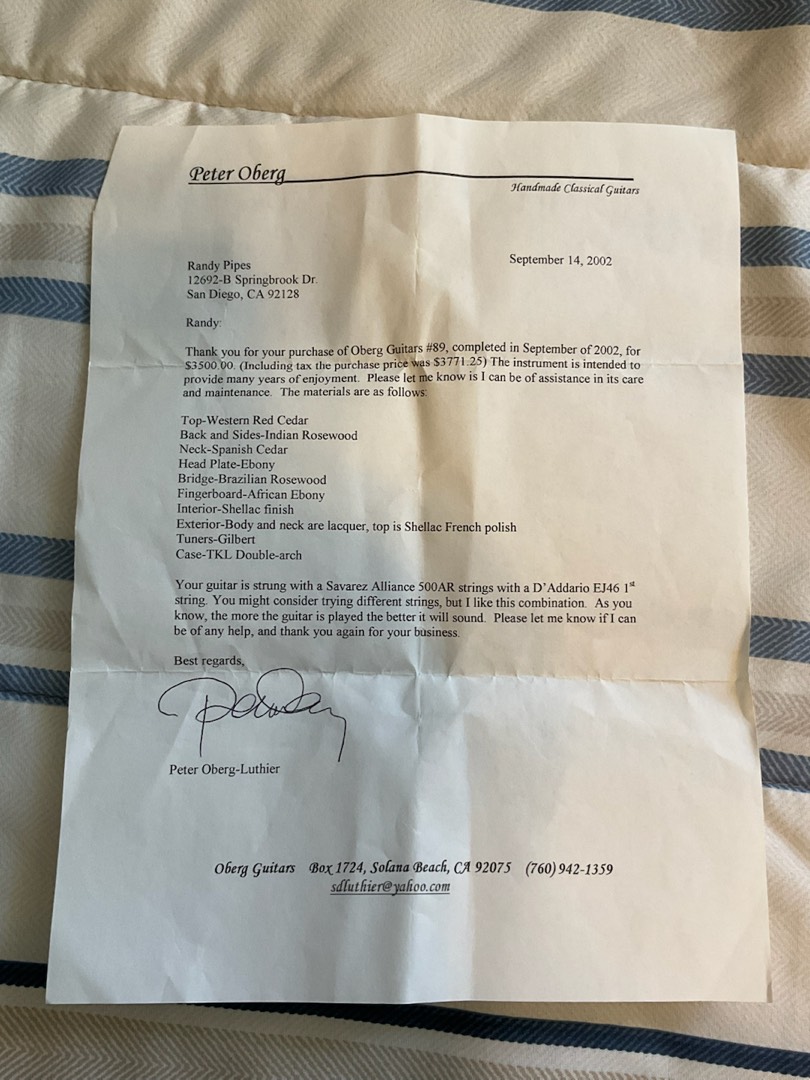 Peter Oberg
Handmade Classical Guitars
September 14, 2002
Randy Pipes
12692-B Springbrook Dr.
San Diego, CA 92128
Randy:
Thank you for your purchase of Oberg Guitars #89, completed in September of 2002, for
$3500.00. (Including tax the purchase price was $3771.25) The instrument is intended to
provide many years of enjoyment. Please let me know is I can be of assistance in its care
and maintenance. The materials are as follows:
Top-Western Red Cedar
Back and Sides-Indian Rosewood
Neck-Spanish Cedar
Head Plate-Ebony
Bridge-Brazilian Rosewood
Fingerboard-African Ebony
Interior-Shellac finish
Exterior-Body and neck are lacquer, top is Shellac French polish
Tuners-Gilbert
Case-TKL Double-arch
Your guitar is strung with a Savarez Alliance 500AR strings with a D'Addario EJ46 1st
string. You might consider trying different strings, but I like this combination. As you
know, the more the guitar is played the better it will sound. Please let me know if I can
be of any help, and thank you again for your business.
Best regards,
Peter Oberg-Luthier
Oberg Guitars Box 1724, Solana Beach, CA 92075 (760) 942-1359
sdluthier@yahoo.com